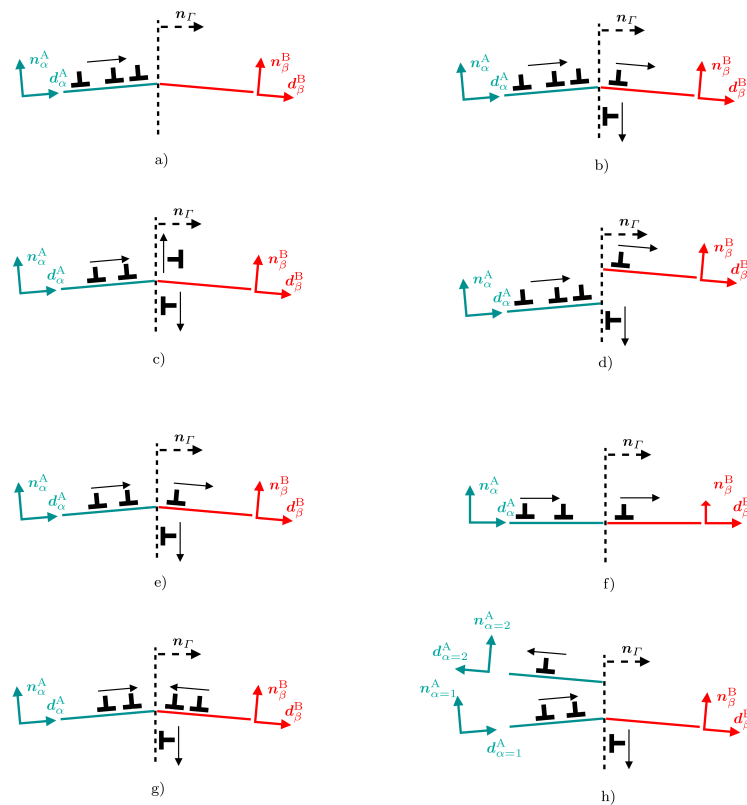 n_Γ
n_α^A
d_α^A
n_β^B
d_β^B
a)
n_Γ
n_α^A
d_α^A
n_β^B
d_β^B
b)
n_Γ
n_α^A
d_α^A
n_β^B
d_β^B
c)
n_Γ
n_α^A
d_α^A
n_β^B
d_β^B
d)
n_Γ
n_α^A
d_α^A
n_β^B
d_β^B
e)
n_Γ
n_α^A
d_α^A
n_β^B
d_β^B
f)
n_Γ
n_α^A
d_α^A
n_β^B
d_β^B
g)
n_α=2^A
n_Γ
d_α=2^A
n_α=1^A
n_β^B
d_β^B
d_α=1^A
h)